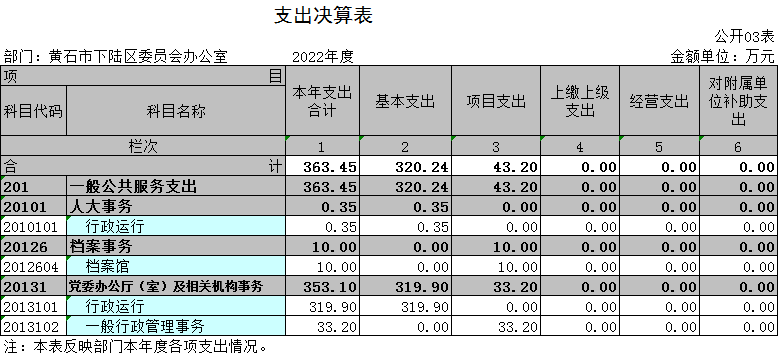 支出决算表
公开03表
部门：黄石市下陆区委员会办公室 2022年度 金额单位：万元
项 目 本年支出合计 基本支出 项目支出 上缴上级支出 经营支出 对附属单位补助支出
科目代码 科目名称
栏次 1 2 3 4 5 6
合 计 363.45 320.24 43.20 0.00 0.00 0.00
201 一般公共服务支出 363.45 320.24 43.20 0.00 0.00 0.00
20101 人大事务 0.35 0.35 0.00 0.00 0.00 0.00
2010101 行政运行 0.35 0.35 0.00 0.00 0.00 0.00
20126 档案事务 10.00 0.00 10.00 0.00 0.00 0.00
2012604 档案馆 10.00 0.00 10.00 0.00 0.00 0.00
20131 党委办公厅（室）及相关机构事务 353.10 319.90 33.20 0.00 0.00 0.00
2013101 行政运行 319.90 319.90 0.00 0.00 0.00 0.00
2013102 一般行政管理事务 33.20 0.00 33.20 0.00 0.00 0.00
注：本表反映部门本年度各项支出情况。